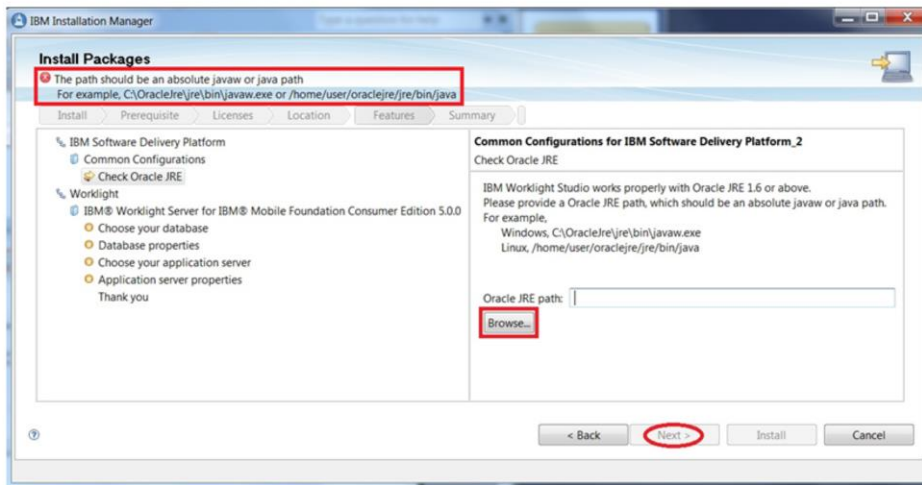 IBM Installation Manager
Install Packages
The path should be an absolute javaw or java path
For example, C:\OracleJre\jre\bin\javaw.exe or /home/user/oraclejre/jre/bin/java
Install Prerequisite Licenses Location Features Summary
IBM Software Delivery Platform
Common Configurations
Check Oracle JRE
Worklight
IBM® Worklight Server for IBM® Mobile Foundation Consumer Edition 5.0.0
Choose your database
Database properties
Choose your application server
Application server properties
Thank you
Common Configurations for IBM Software Delivery Platform_2
Check Oracle JRE
IBM Worklight Studio works properly with Oracle JRE 1.6 or above.
Please provide a Oracle JRE path, which should be an absolute javaw or java path.
For example,
Windows, C:\OracleJre\jre\bin\javaw.exe
Linux, /home/user/oraclejre/jre/bin/java
Oracle JRE path:
Browse...
? < Back Next > Install Cancel